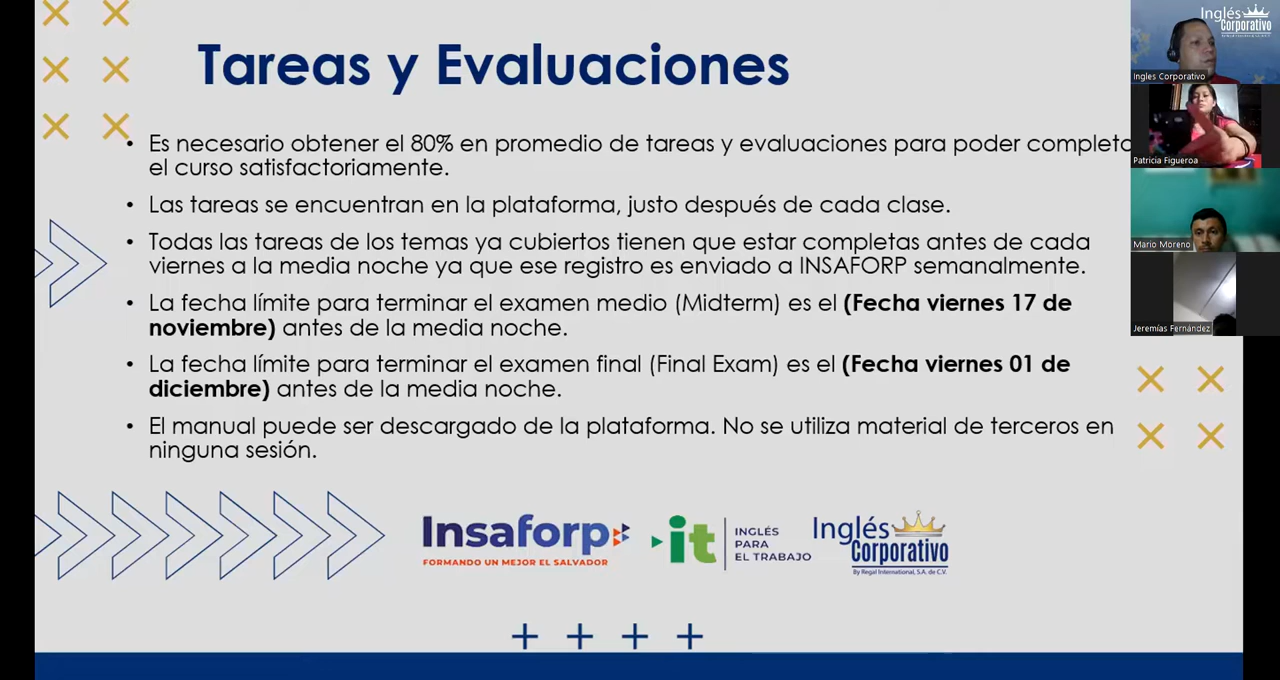 Tareas y Evaluaciones
• Es necesario obtener el 80% en promedio de tareas y evaluaciones para poder completa
el curso satisfactoriamente.
• Las tareas se encuentran en la plataforma, justo después de cada clase.
• Todas las tareas de los temas ya cubiertos tienen que estar completas antes de cada
viernes a la media noche ya que ese registro es enviado a INSAFORP semanalmente.
• La fecha límite para terminar el examen medio (Midterm) es el (Fecha viernes 17 de
noviembre) antes de la media noche.
• La fecha límite para terminar el examen final (Final Exam) es el (Fecha viernes 01 de
diciembre) antes de la media noche.
• El manual puede ser descargado de la plataforma. No se utiliza material de terceros en
ninguna sesión.
Insaforp
FORMANDO UN MEJOR EL SALVADOR
it
INGLÉS
PARA
EL TRABAJO
Inglés
Corporativo
By Regal International, S.A. de C.V.
Inglés
Corporativo
Ingles Corporativo
Patricia Figueroa
Mario Moreno
Jeremías Fernández